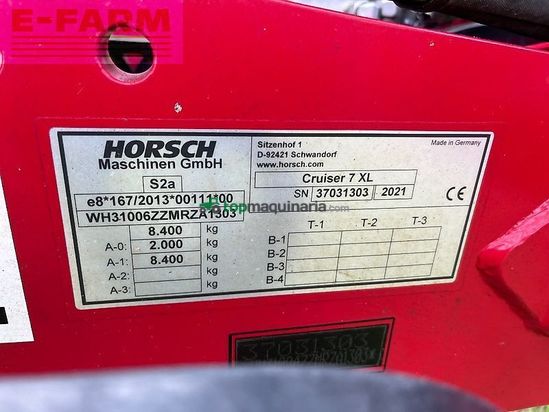 E-FARM
HORSCH
Maschinen GmbH
Sitzenhof 1
D-92421 Schwandorf
www.horsch.com
Made in Germany
S2a
Cruiser 7 XL
e8*167/2013*00111*00
SN 37031303 2021
CE
WH31006ZZMRZA1303
topmaquinaria.com
8.400 kg
A-0: 2.000 kg
A-1: 8.400 kg
A-2: kg
A-3: kg
T-1 T-2 T-3
B-1
B-2
B-3
B-4
37031303